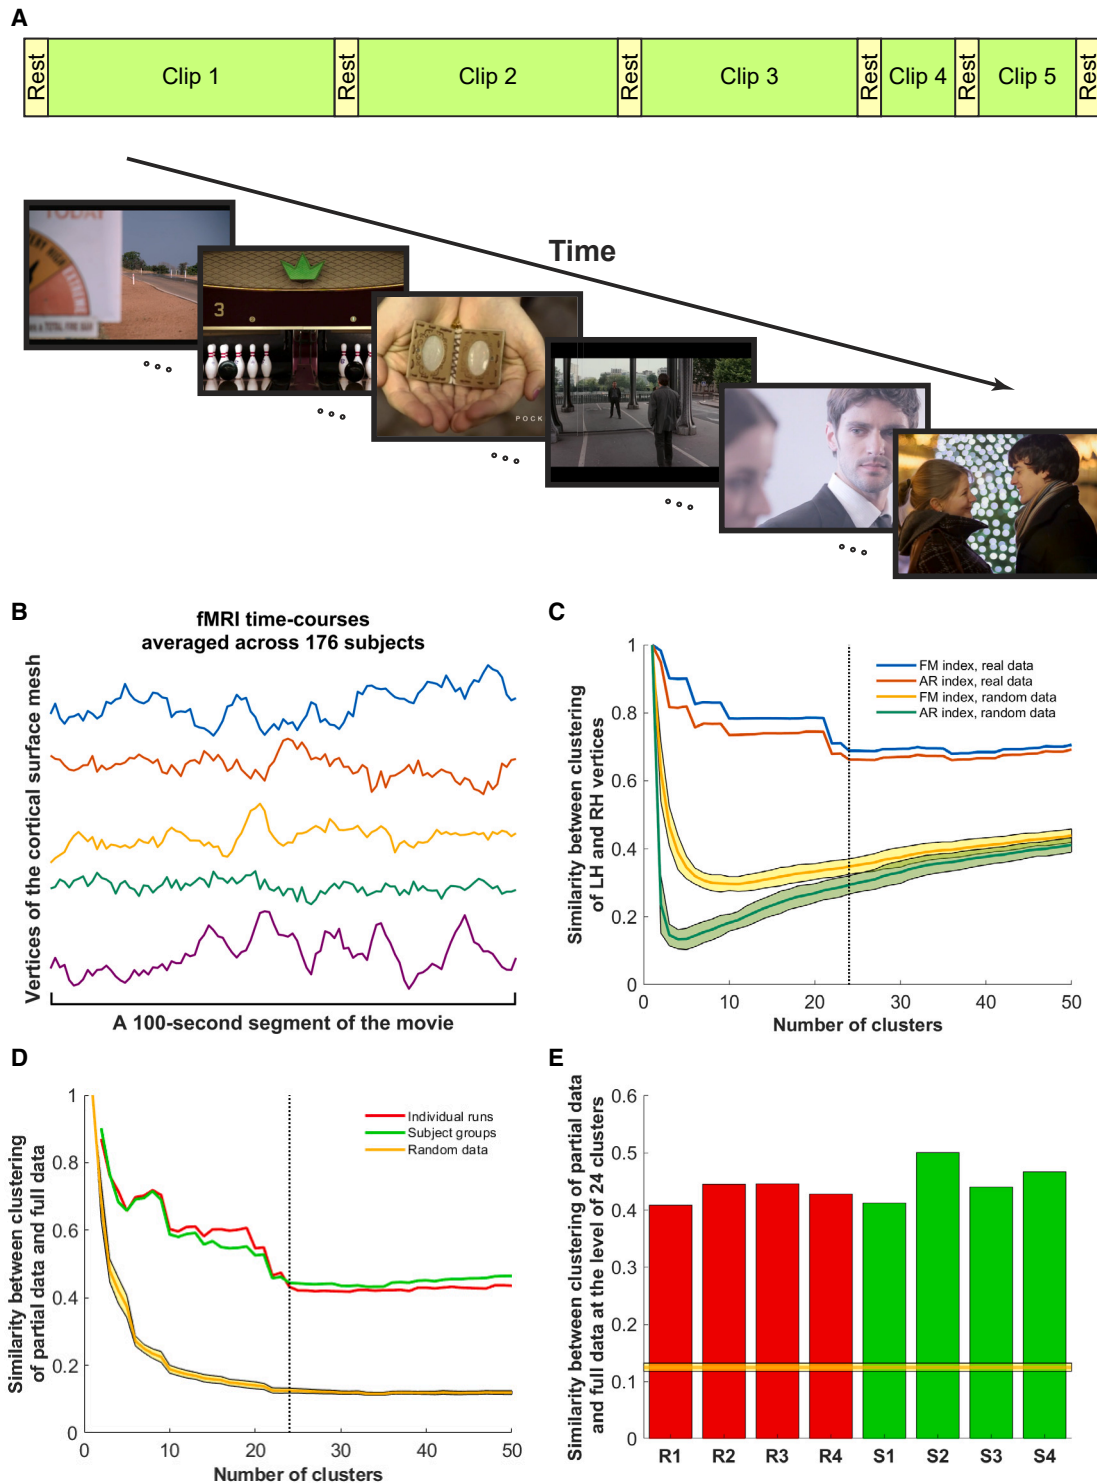 A
Rest
Clip 1
Rest
Clip 2
Rest
Clip 3
Rest
Clip 4
Rest
Clip 5
Rest
Time
TODAY
EXTREME
3
POCK
B
fMRI time-courses
averaged across 176 subjects
Vertices of the cortical surface mesh
A 100-second segment of the movie
C
Similarity between clustering
of LH and RH vertices
1
0.8
0.6
0.4
0.2
0
FM index, real data
AR index, real data
FM index, random data
AR index, random data
0 10 20 30 40 50
Number of clusters
D
Similarity between clustering
of partial data and full data
1
0.8
0.6
0.4
0.2
0
Individual runs
Subject groups
Random data
0 10 20 30 40 50
Number of clusters
E
Similarity between clustering of partial data
and full data at the level of 24 clusters
0.6
0.5
0.4
0.3
0.2
0.1
0
R1 R2 R3 R4 S1 S2 S3 S4